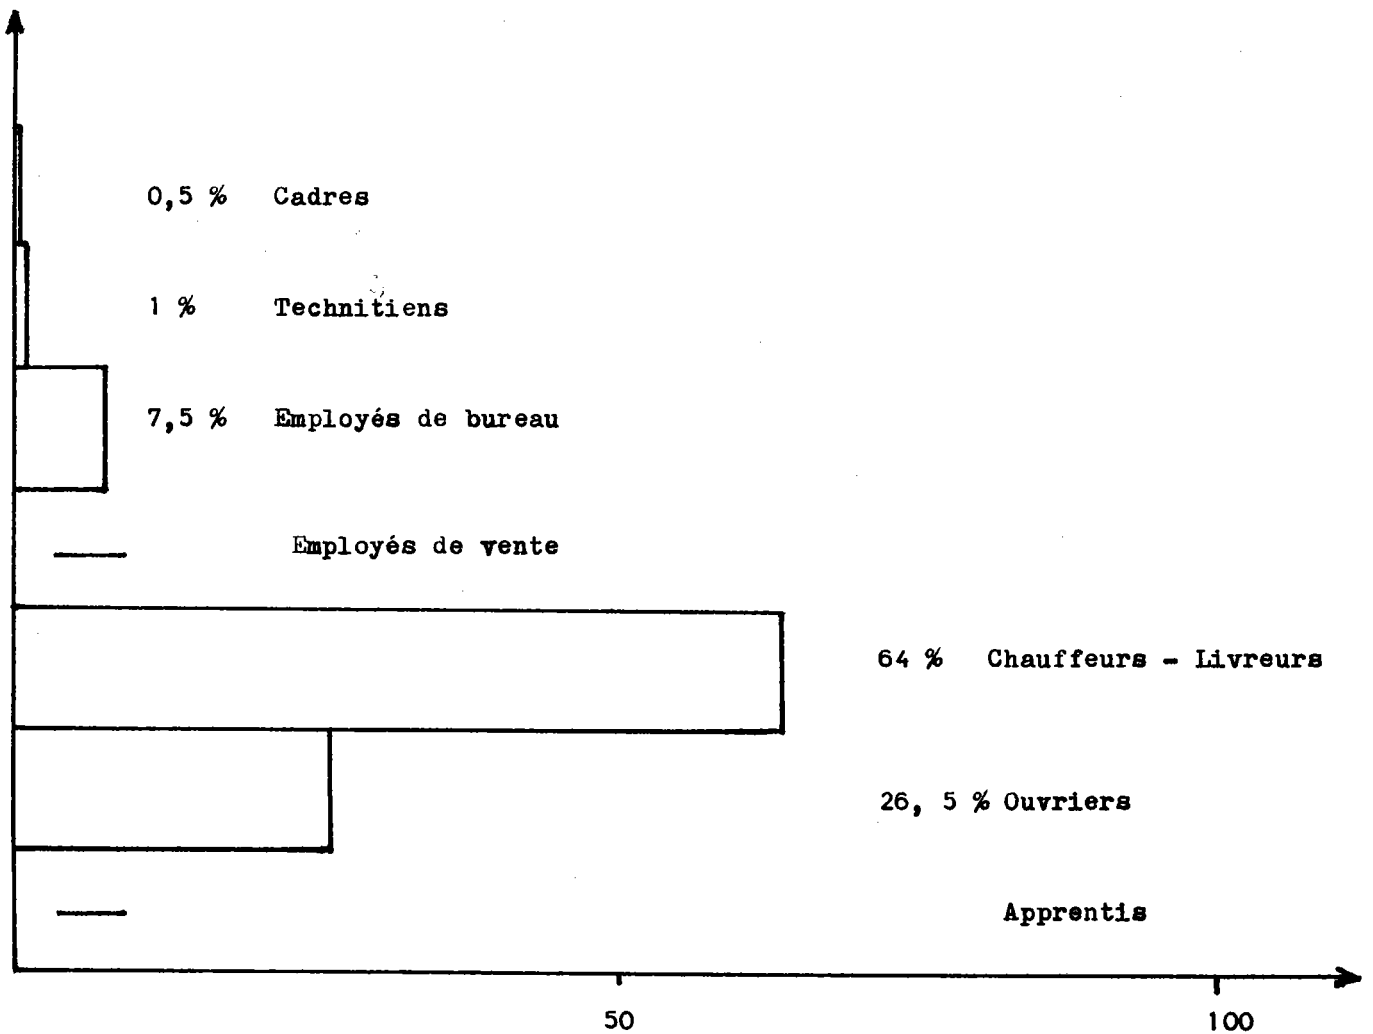 0,5 % Cadres
1 % Technitiens
7,5 % Employés de bureau
Employés de vente
64 % Chauffeurs - Livreurs
26, 5 % Ouvriers
Apprentis
50 100